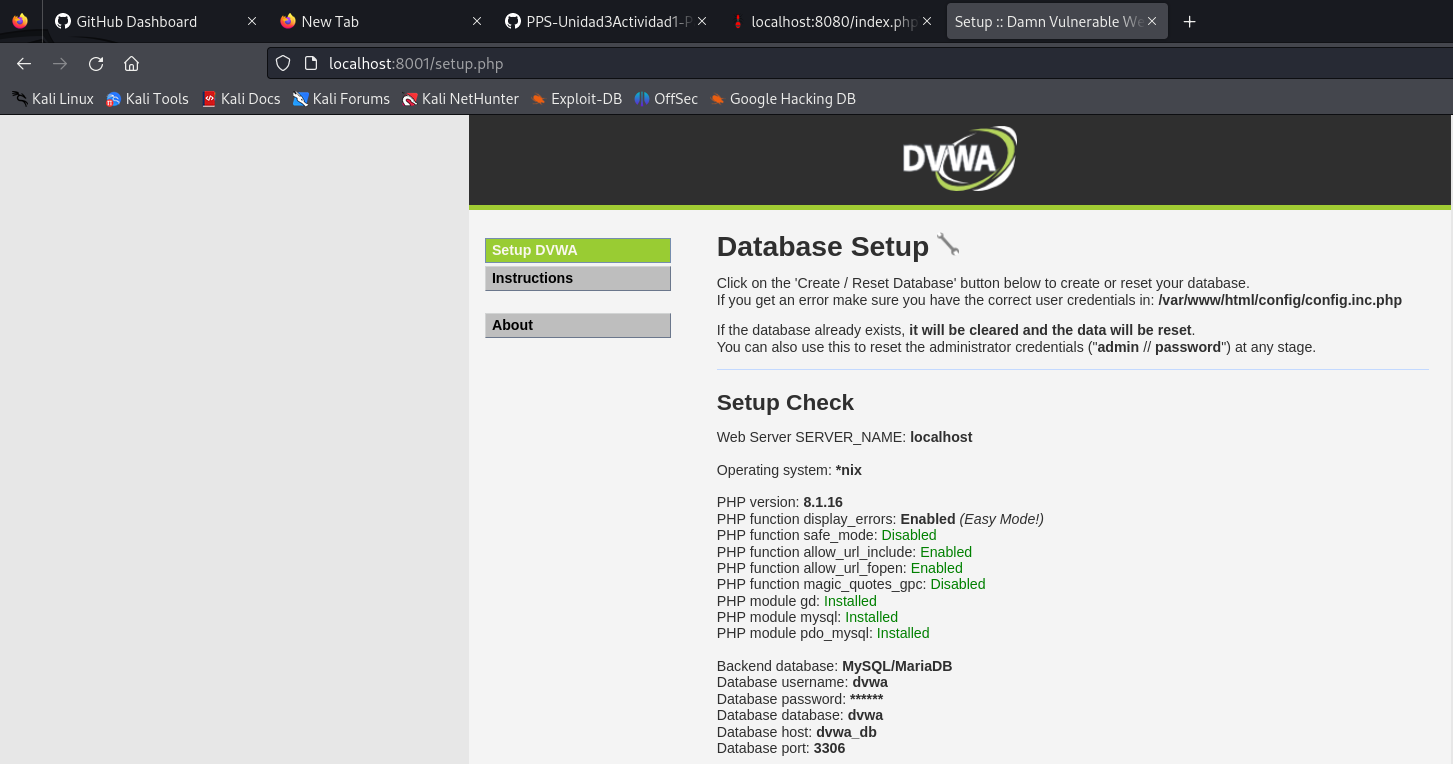 GitHub Dashboard
New Tab
PPS-Unidad3Actividad1-P
localhost:8080/index.php
Setup :: Damn Vulnerable We
localhost:8001/setup.php
Kali Linux
Kali Tools
Kali Docs
Kali Forums
Kali NetHunter
Exploit-DB
OffSec
Google Hacking DB
DVWA
Setup DVWA
Instructions
About
Database Setup
Click on the 'Create / Reset Database' button below to create or reset your database.
If you get an error make sure you have the correct user credentials in: /var/www/html/config/config.inc.php
If the database already exists, it will be cleared and the data will be reset.
You can also use this to reset the administrator credentials ("admin // password") at any stage.
Setup Check
Web Server SERVER_NAME: localhost
Operating system: *nix
PHP version: 8.1.16
PHP function display_errors: Enabled (Easy Mode!)
PHP function safe_mode: Disabled
PHP function allow_url_include: Enabled
PHP function allow_url_fopen: Enabled
PHP function magic_quotes_gpc: Disabled
PHP module gd: Installed
PHP module mysql: Installed
PHP module pdo_mysql: Installed
Backend database: MySQL/MariaDB
Database username: dvwa
Database password: ******
Database database: dvwa
Database host: dvwa_db
Database port: 3306